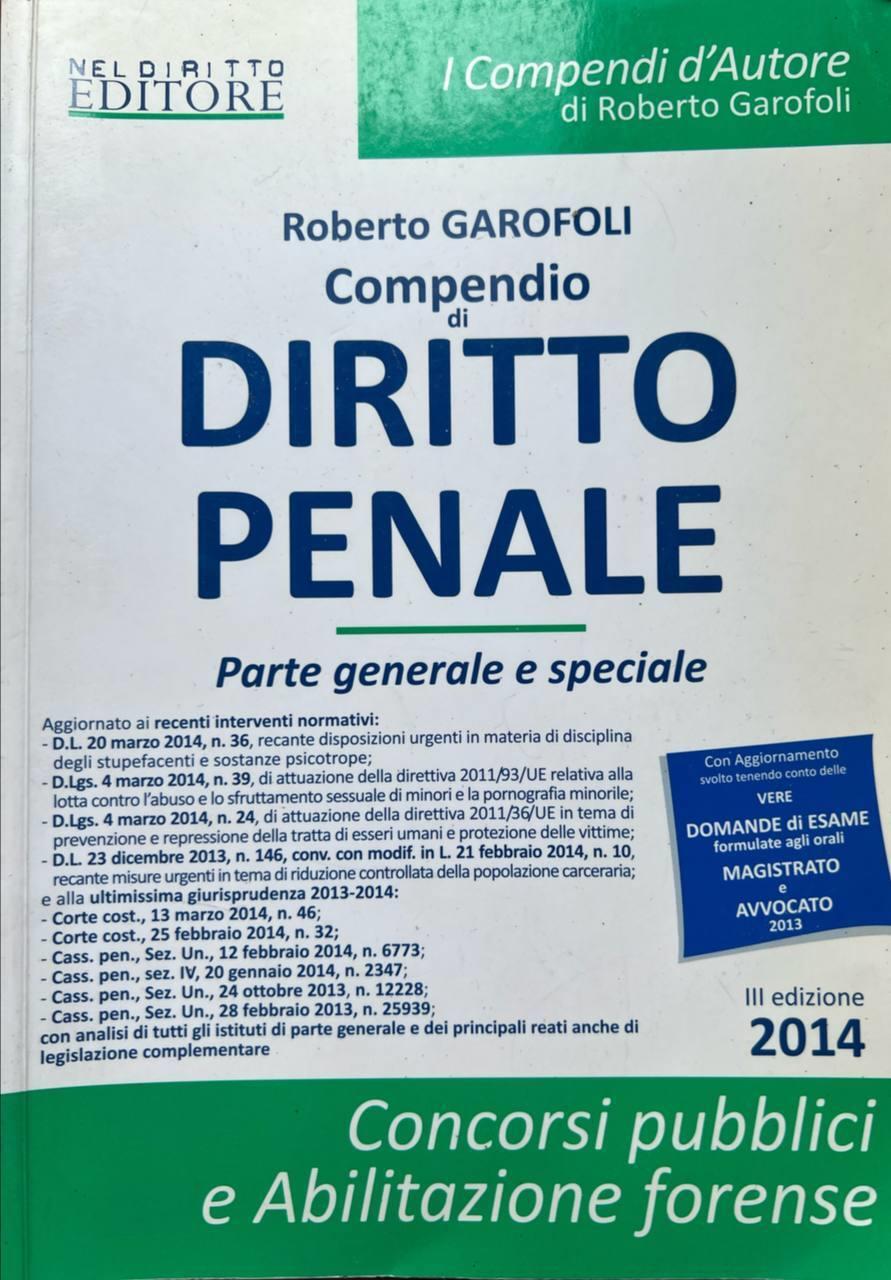 NEL DIRITTO
EDITORE
I Compendi d'Autore
di Roberto Garofoli
Roberto GAROFOLI
Compendio
di
DIRITTO
PENALE
Parte generale e speciale
Aggiornato ai recenti interventi normativi:
- D.L. 20 marzo 2014, n. 36, recante disposizioni urgenti in materia di disciplina
degli stupefacenti e sostanze psicotrope;
- D.Lgs. 4 marzo 2014, n. 39, di attuazione della direttiva 2011/93/UE relativa alla
lotta contro l'abuso e lo sfruttamento sessuale di minori e la pornografia minorile;
- D.Lgs. 4 marzo 2014, n. 24, di attuazione della direttiva 2011/36/UE in tema di
prevenzione e repressione della tratta di esseri umani e protezione delle vittime;
- D.L. 23 dicembre 2013, n. 146, conv. con modif. in L. 21 febbraio 2014, n. 10,
recante misure urgenti in tema di riduzione controllata della popolazione carceraria;
e alla ultimissima giurisprudenza 2013-2014:
- Corte cost., 13 marzo 2014, n. 46;
- Corte cost., 25 febbraio 2014, n. 32;
- Cass. pen., Sez. Un., 12 febbraio 2014, n. 6773;
- Cass. pen., sez. IV, 20 gennaio 2014, n. 2347;
- Cass. pen., Sez. Un., 24 ottobre 2013, n. 12228;
- Cass. pen., Sez. Un., 28 febbraio 2013, n. 25939;
con analisi di tutti gli istituti di parte generale e dei principali reati anche di
legislazione complementare
Con Aggiornamento
svolto tenendo conto delle
VERE
DOMANDE di ESAME
formulate agli orali
MAGISTRATO
e
AVVOCATO
2013
III edizione
2014
Concorsi pubblici
e Abilitazione forense